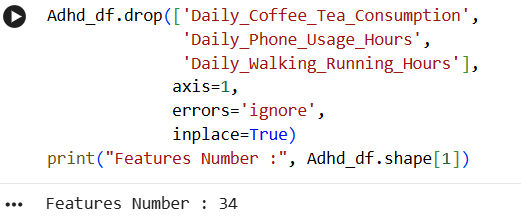 Adhd_df.drop(['Daily_Coffee_Tea_Consumption',
'Daily_Phone_Usage_Hours',
'Daily_Walking_Running_Hours'],
axis=1,
errors='ignore',
inplace=True)
print("Features Number :", Adhd_df.shape[1])
Features Number : 34